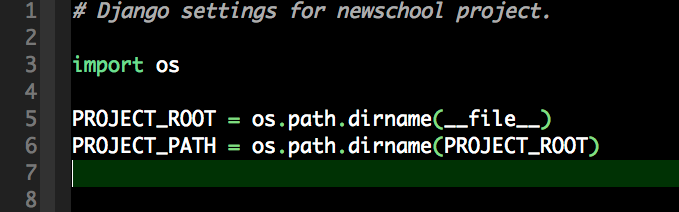 1 # Django settings for newschool project.
2
3 import os
4
5 PROJECT_ROOT = os.path.dirname(__file__)
6 PROJECT_PATH = os.path.dirname(PROJECT_ROOT)
7
8